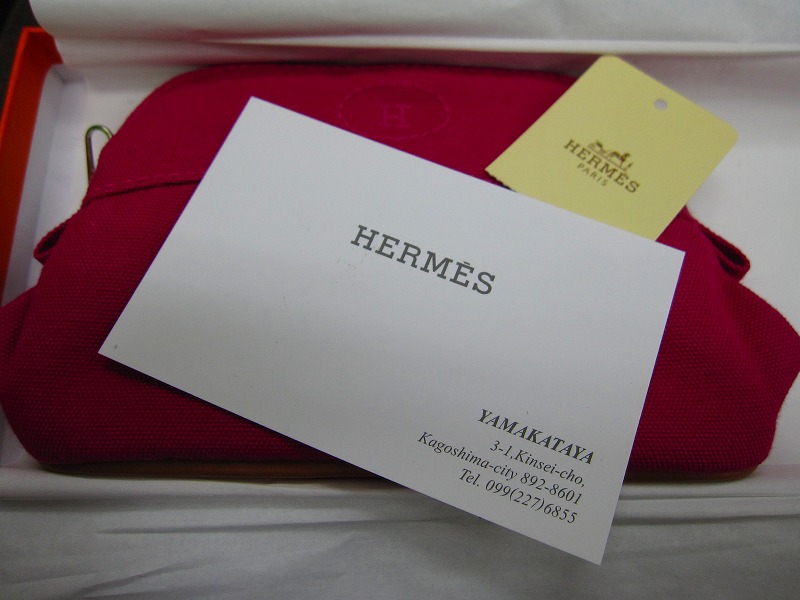 H
HERMÈS
PARIS
HERMÈS
YAMAKATAYA
3-1,Kinsei-cho,
Kagoshima-city 892-8601
Tel. 099(227)6855